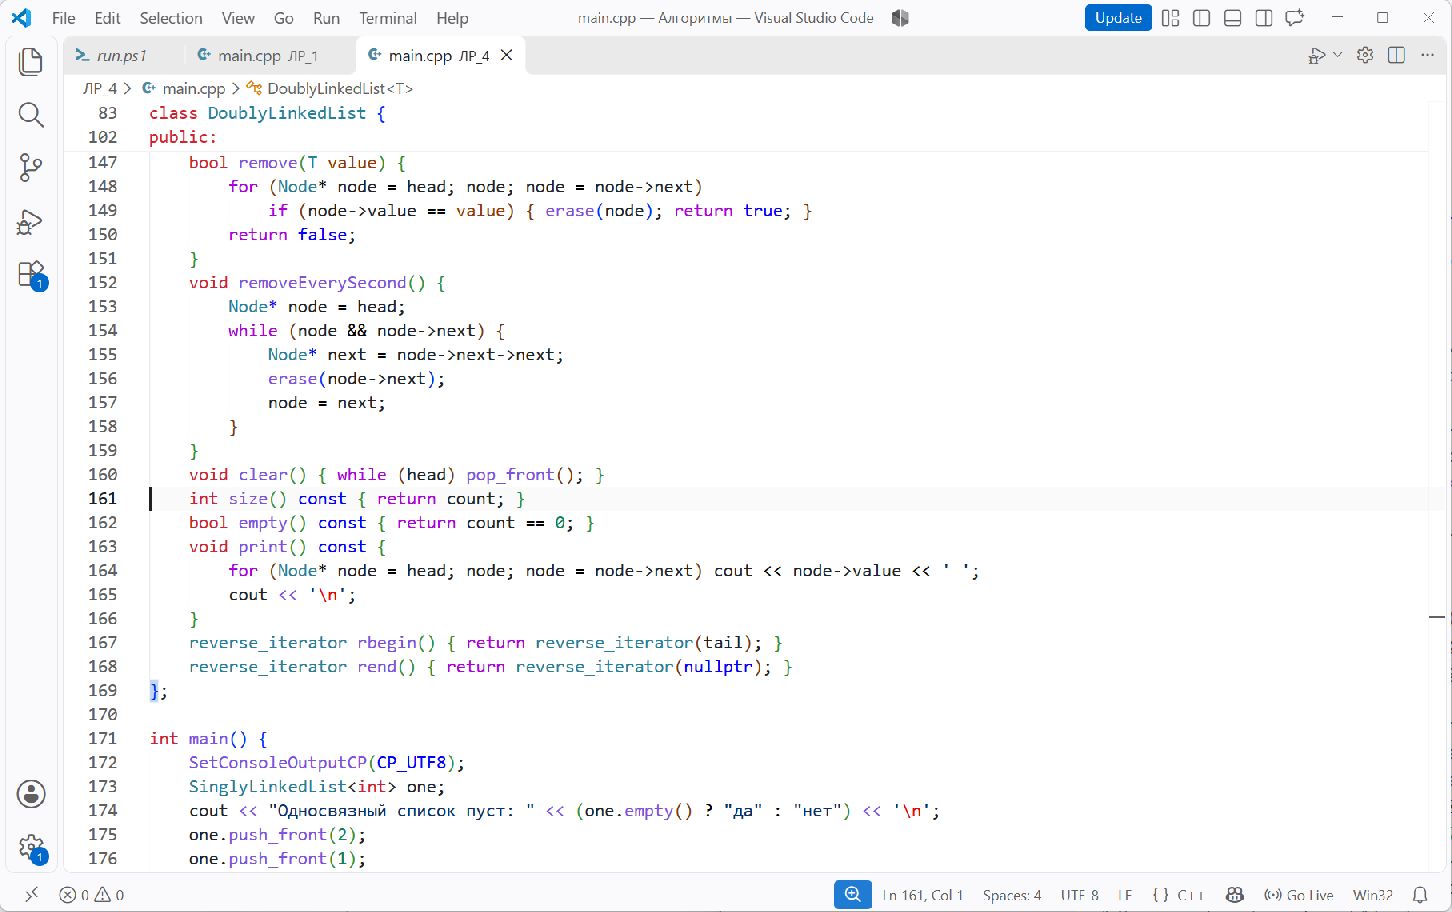 File Edit Selection View Go Run Terminal Help main.cpp — Алгоритмы — Visual Studio Code Update
run.ps1 main.cpp ЛР_1 main.cpp ЛР_4
ЛР_4 > main.cpp > DoublyLinkedList<T>
83 class DoublyLinkedList {
102 public:
147 bool remove(T value) {
148 for (Node* node = head; node; node = node->next)
149 if (node->value == value) { erase(node); return true; }
150 return false;
151 }
152 void removeEverySecond() {
153 Node* node = head;
154 while (node && node->next) {
155 Node* next = node->next->next;
156 erase(node->next);
157 node = next;
158 }
159 }
160 void clear() { while (head) pop_front(); }
161 int size() const { return count; }
162 bool empty() const { return count == 0; }
163 void print() const {
164 for (Node* node = head; node; node = node->next) cout << node->value << ' ';
165 cout << '\n';
166 }
167 reverse_iterator rbegin() { return reverse_iterator(tail); }
168 reverse_iterator rend() { return reverse_iterator(nullptr); }
169 };
170
171 int main() {
172 SetConsoleOutputCP(CP_UTF8);
173 SinglyLinkedList<int> one;
174 cout << "Односвязный список пуст: " << (one.empty() ? "да" : "нет") << '\n';
175 one.push_front(2);
176 one.push_front(1);
1
1
0 0 Ln 161, Col 1 Spaces: 4 UTF-8 LF {} C++ Go Live Win32